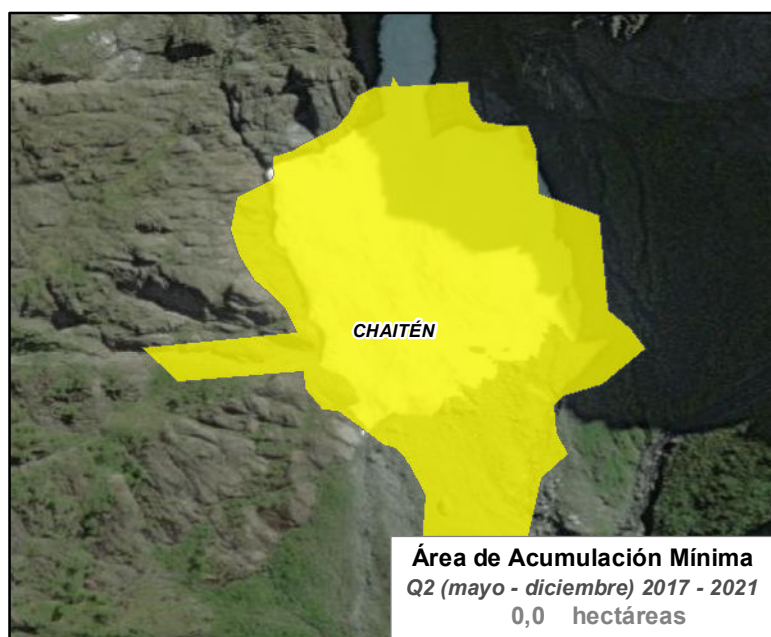 CHAITÉN
Área de Acumulación Mínima
Q2 (mayo - diciembre) 2017 - 2021
0,0 hectáreas